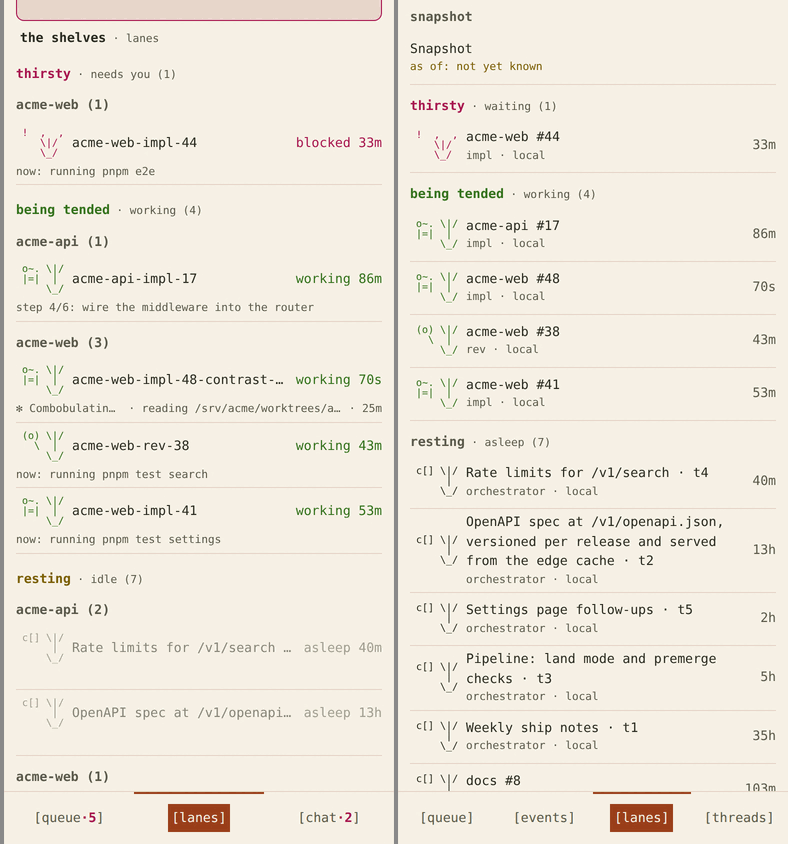 the shelves · lanes
thirsty · needs you (1)
acme-web (1)
acme-web-impl-44 blocked 33m
now: running pnpm e2e
being tended · working (4)
acme-api (1)
acme-api-impl-17 working 86m
step 4/6: wire the middleware into the router
acme-web (3)
acme-web-impl-48-contrast-… working 70s
✻ Combobulatin… · reading /srv/acme/worktrees/a… · 25m
acme-web-rev-38 working 43m
now: running pnpm test search
acme-web-impl-41 working 53m
now: running pnpm test settings
resting · idle (7)
acme-api (2)
Rate limits for /v1/search … asleep 40m
OpenAPI spec at /v1/openapi… asleep 13h
acme-web (1)
[queue·5] [lanes] [chat·2]
snapshot
Snapshot
as of: not yet known
thirsty · waiting (1)
acme-web #44 33m
impl · local
being tended · working (4)
acme-api #17 86m
impl · local
acme-web #48 70s
impl · local
acme-web #38 43m
rev · local
acme-web #41 53m
impl · local
resting · asleep (7)
Rate limits for /v1/search · t4 40m
orchestrator · local
OpenAPI spec at /v1/openapi.json,
versioned per release and served 13h
from the edge cache · t2
orchestrator · local
Settings page follow-ups · t5 2h
orchestrator · local
Pipeline: land mode and premerge 5h
checks · t3
orchestrator · local
Weekly ship notes · t1 35h
orchestrator · local
docs #8 103m
[queue] [events] [lanes] [threads]